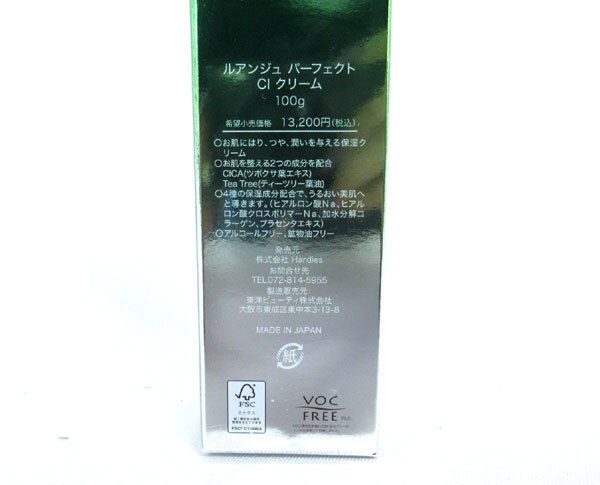 ルアンジュ パーフェクト
CI クリーム
100g
希望小売価格 13,200円(税込)
○お肌にはり、つや、潤いを与える保湿ク
リーム
○お肌を整える2つの成分を配合
CICA(ツボクサ葉エキス)
Tea Tree(ティーツリー葉油)
○4種の保湿成分配合で、うるおい美肌へ
と導きます。(ヒアルロン酸Na、ヒアル
ロン酸クロスポリマーNa、加水分解コ
ラーゲン、プラセンタエキス)
○アルコールフリー、鉱物油フリー
発売元
株式会社 Hardies
お問合せ先
TEL072-814-5955
製造販売元
東洋ビューティ株式会社
大阪市東成区東中本3-13-8
MADE IN JAPAN
紙
FSC
ミックス
VOC
FREE